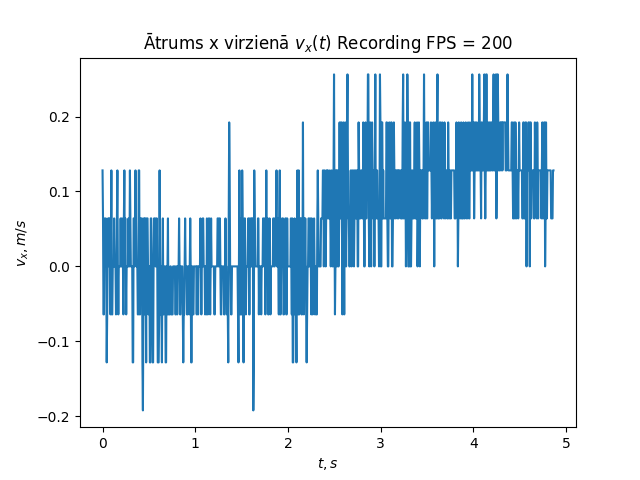 Ātrums x virzienā $v_x(t)$ Recording FPS = 200
0.2
0.1
0.0
−0.1
−0.2
$v_x, m/s$
0 1 2 3 4 5
$t, s$